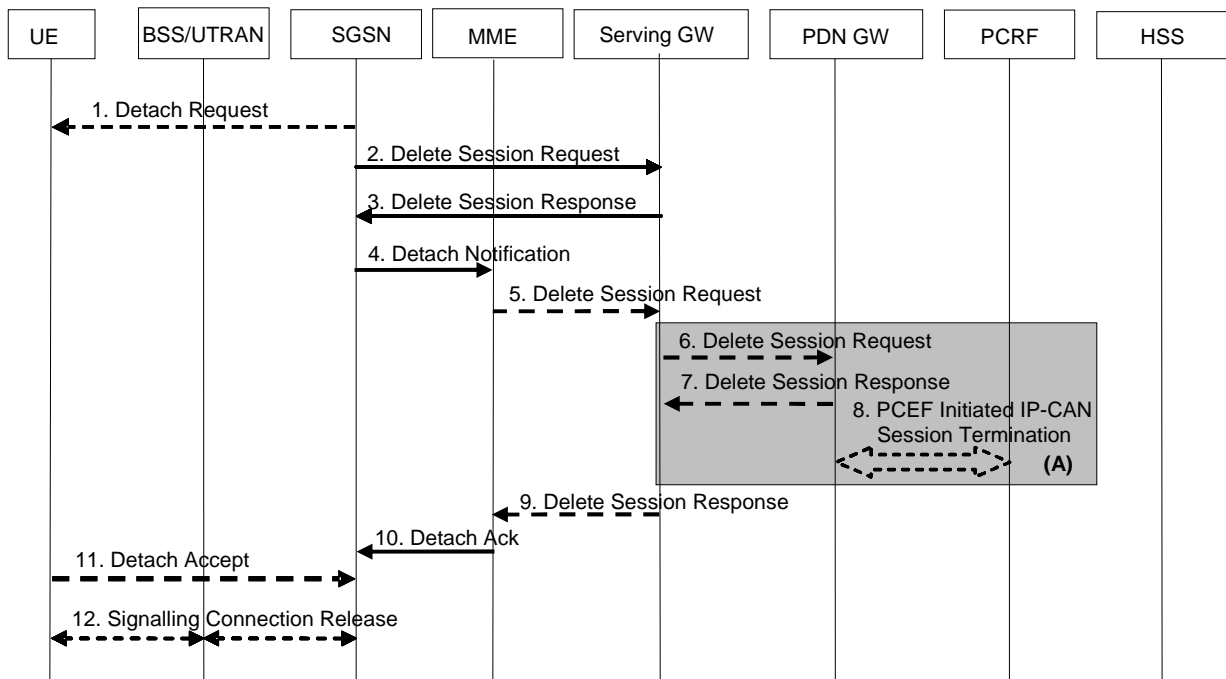 UE
BSS/UTRAN
SGSN
MME
Serving GW
PDN GW
PCRF
HSS
1. Detach Request
2. Delete Session Request
3. Delete Session Response
4. Detach Notification
5. Delete Session Request
6. Delete Session Request
7. Delete Session Response
8. PCEF Initiated IP-CAN
Session Termination
(A)
9. Delete Session Response
10. Detach Ack
11. Detach Accept
12. Signalling Connection Release